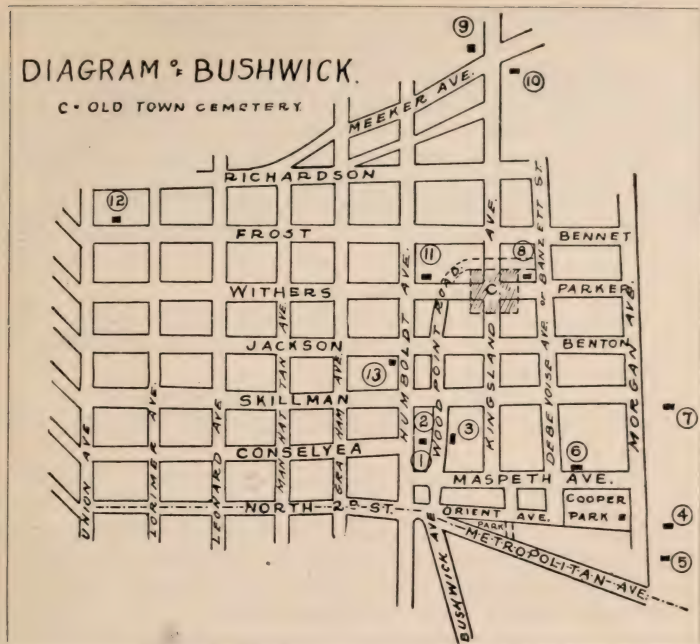 DIAGRAM OF BUSHWICK.
C - OLD TOWN CEMETERY
9
10
MEEKER AVE.
RICHARDSON
12
FROST
BENNET
11
8
C
WITHERS
PARKER
JACKSON
BENTON
13
SKILLMAN
7
2
3
1
6
CONSELYEA
MASPETH AVE.
COOPER
PARK
NORTH 2D ST.
ORIENT AVE.
PARK
4
5
METROPOLITAN AVE.
UNION AVE
LORIMER AVE.
LEONARD AVE
MANHATTAN AVE.
GRAHAM AVE.
HUMBOLDT AVE.
WOOD POINT ROAD
KINGSLAND AVE.
DEBEVOISE AVE. OR BANZETT ST.
MORGAN AVE.
BUSHWICK AVE